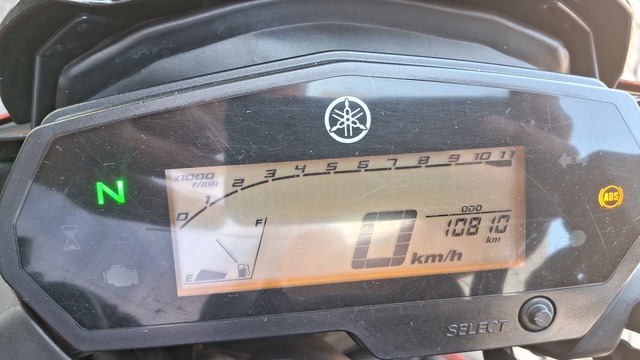 x1000
r/min
0 1 2 3 4 5 6 7 8 9 10 11
N
ABS
F
ODO
10810
km
0 km/h
E
SELECT